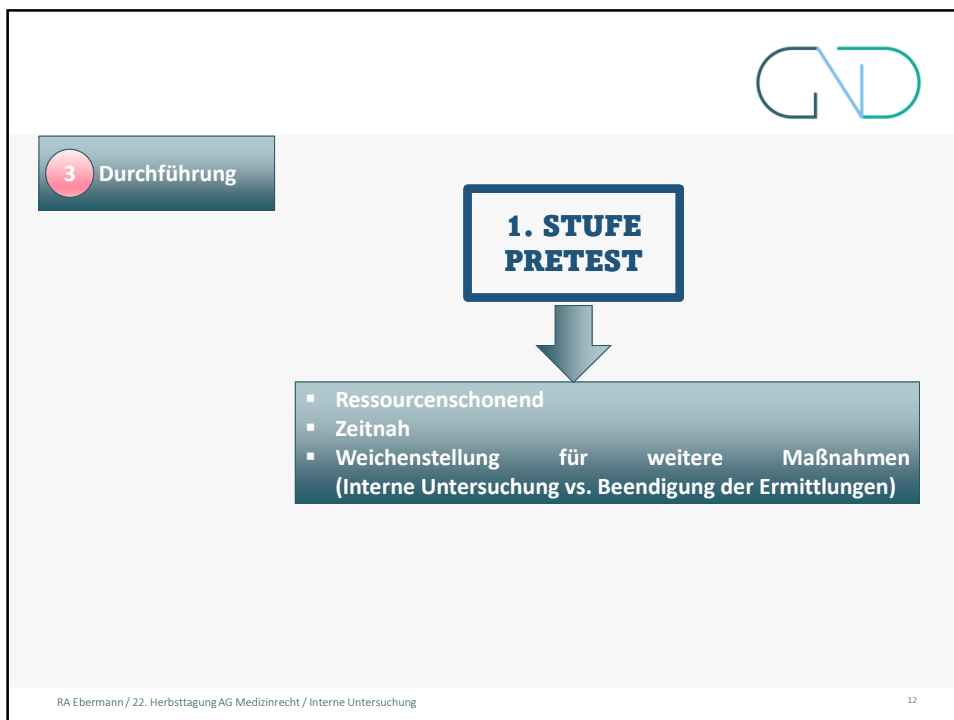 GND
3 Durchführung
1. STUFE
PRETEST
▪ Ressourcenschonend
▪ Zeitnah
▪ Weichenstellung für weitere Maßnahmen
(Interne Untersuchung vs. Beendigung der Ermittlungen)
RA Ebermann / 22. Herbsttagung AG Medizinrecht / Interne Untersuchung
12